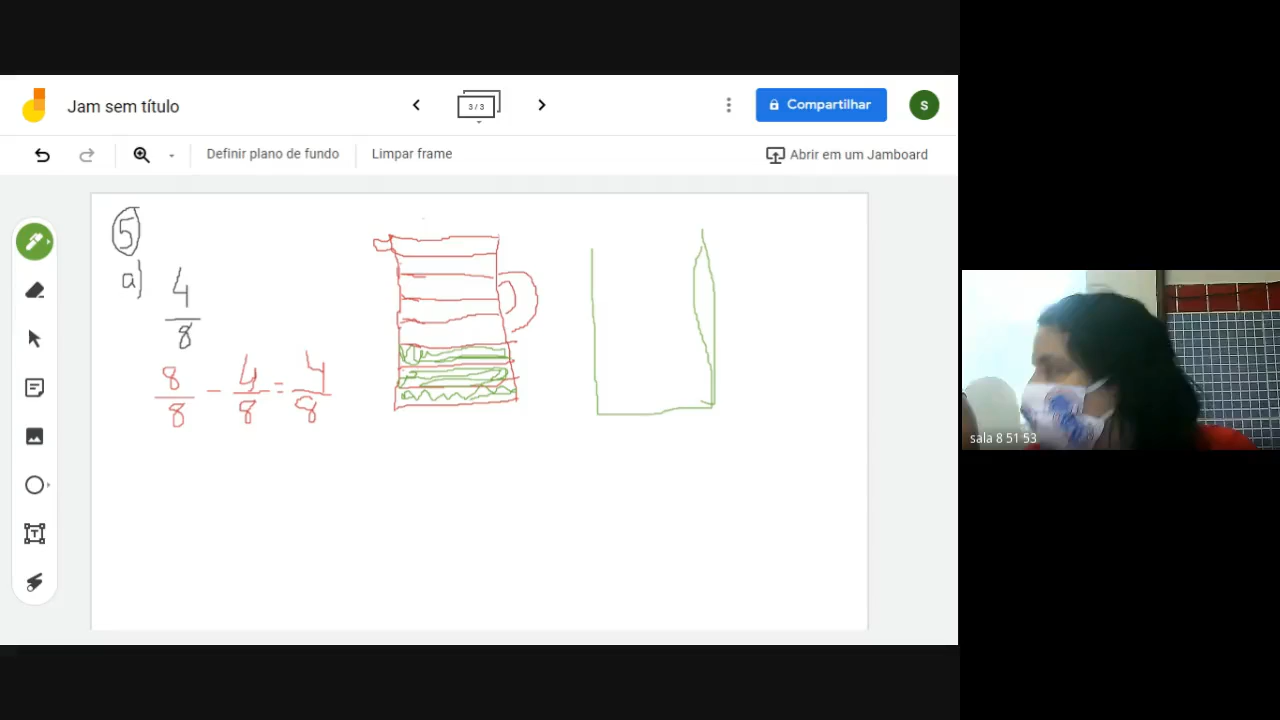 Jam sem título
3 / 3
Compartilhar
S
Definir plano de fundo
Limpar frame
Abrir em um Jamboard
5
a) 4/8
8/8 - 4/8 = 4/8
sala 8 51 53